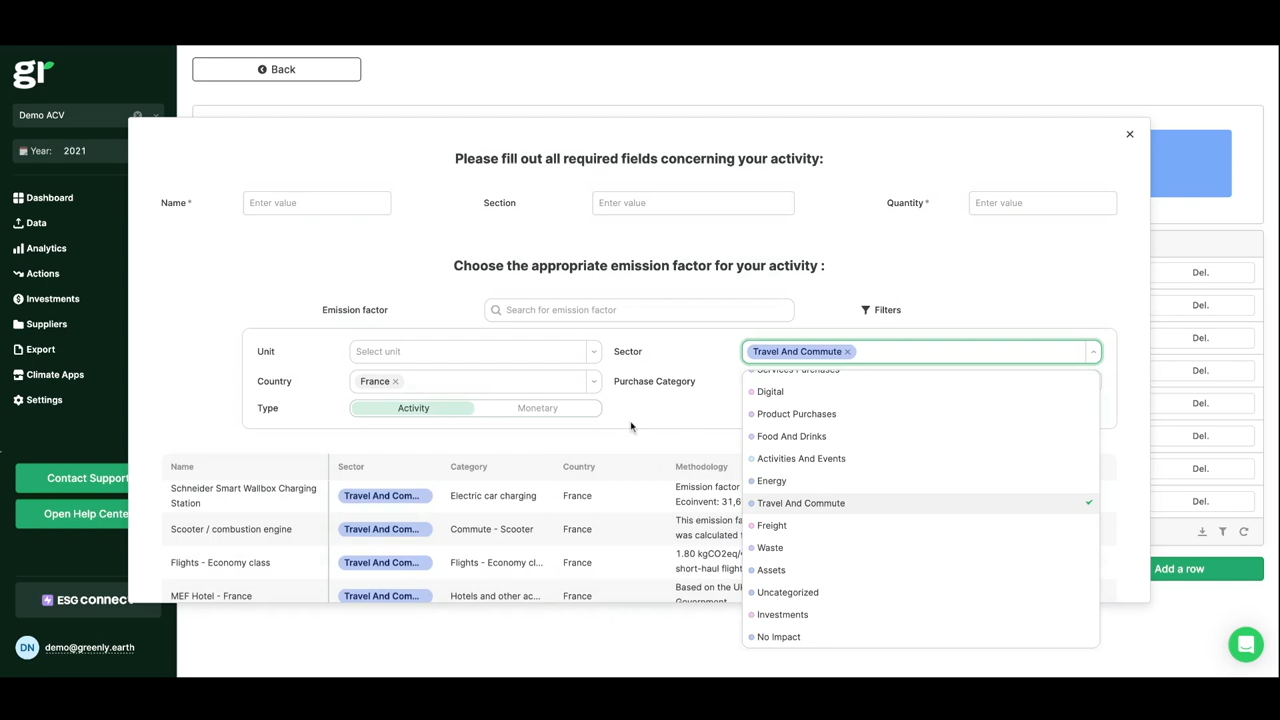 gr
Back
Demo ACV
Year: 2021
Dashboard
Data
Analytics
Actions
Investments
Suppliers
Export
Climate Apps
Settings
Contact Support
Open Help Cente
ESG connect
DN demo@greenly.earth
Please fill out all required fields concerning your activity:
Name * Enter value Section Enter value Quantity * Enter value
Choose the appropriate emission factor for your activity :
Emission factor Search for emission factor Filters
Unit Select unit Sector Travel And Commute
Country France Purchase Category
Type Activity Monetary
Services Purchases
Digital
Product Purchases
Food And Drinks
Activities And Events
Energy
Travel And Commute
Freight
Waste
Assets
Uncategorized
Investments
No Impact
Name Sector Category Country Methodology
Schneider Smart Wallbox Charging Station Travel And Com... Electric car charging France Emission factor Ecoinvent: 31,6
Scooter / combustion engine Travel And Com... Commute - Scooter France This emission fa was calculated f
Flights - Economy class Travel And Com... Flights - Economy cl... France 1.80 kgCO2eq/ short-haul flight
MEF Hotel - France Travel And Com... Hotels and other ac... France Based on the UK Government
Del.
Del.
Del.
Del.
Del.
Del.
Del.
Del.
Add a row